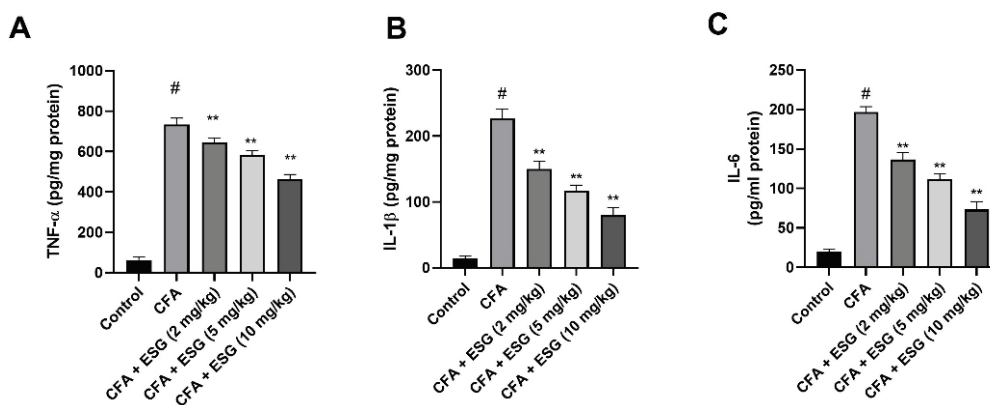 A
TNF-α (pg/mg protein)
1000
800
600
400
200
0
#
**
**
**
Control
CFA
CFA + ESG (2 mg/kg)
CFA + ESG (5 mg/kg)
CFA + ESG (10 mg/kg)
B
IL-1β (pg/mg protein)
300
200
100
0
#
**
**
**
Control
CFA
CFA + ESG (2 mg/kg)
CFA + ESG (5 mg/kg)
CFA + ESG (10 mg/kg)
C
IL-6
(pg/ml protein)
250
200
150
100
50
0
#
**
**
**
Control
CFA
CFA + ESG (2 mg/kg)
CFA + ESG (5 mg/kg)
CFA + ESG (10 mg/kg)